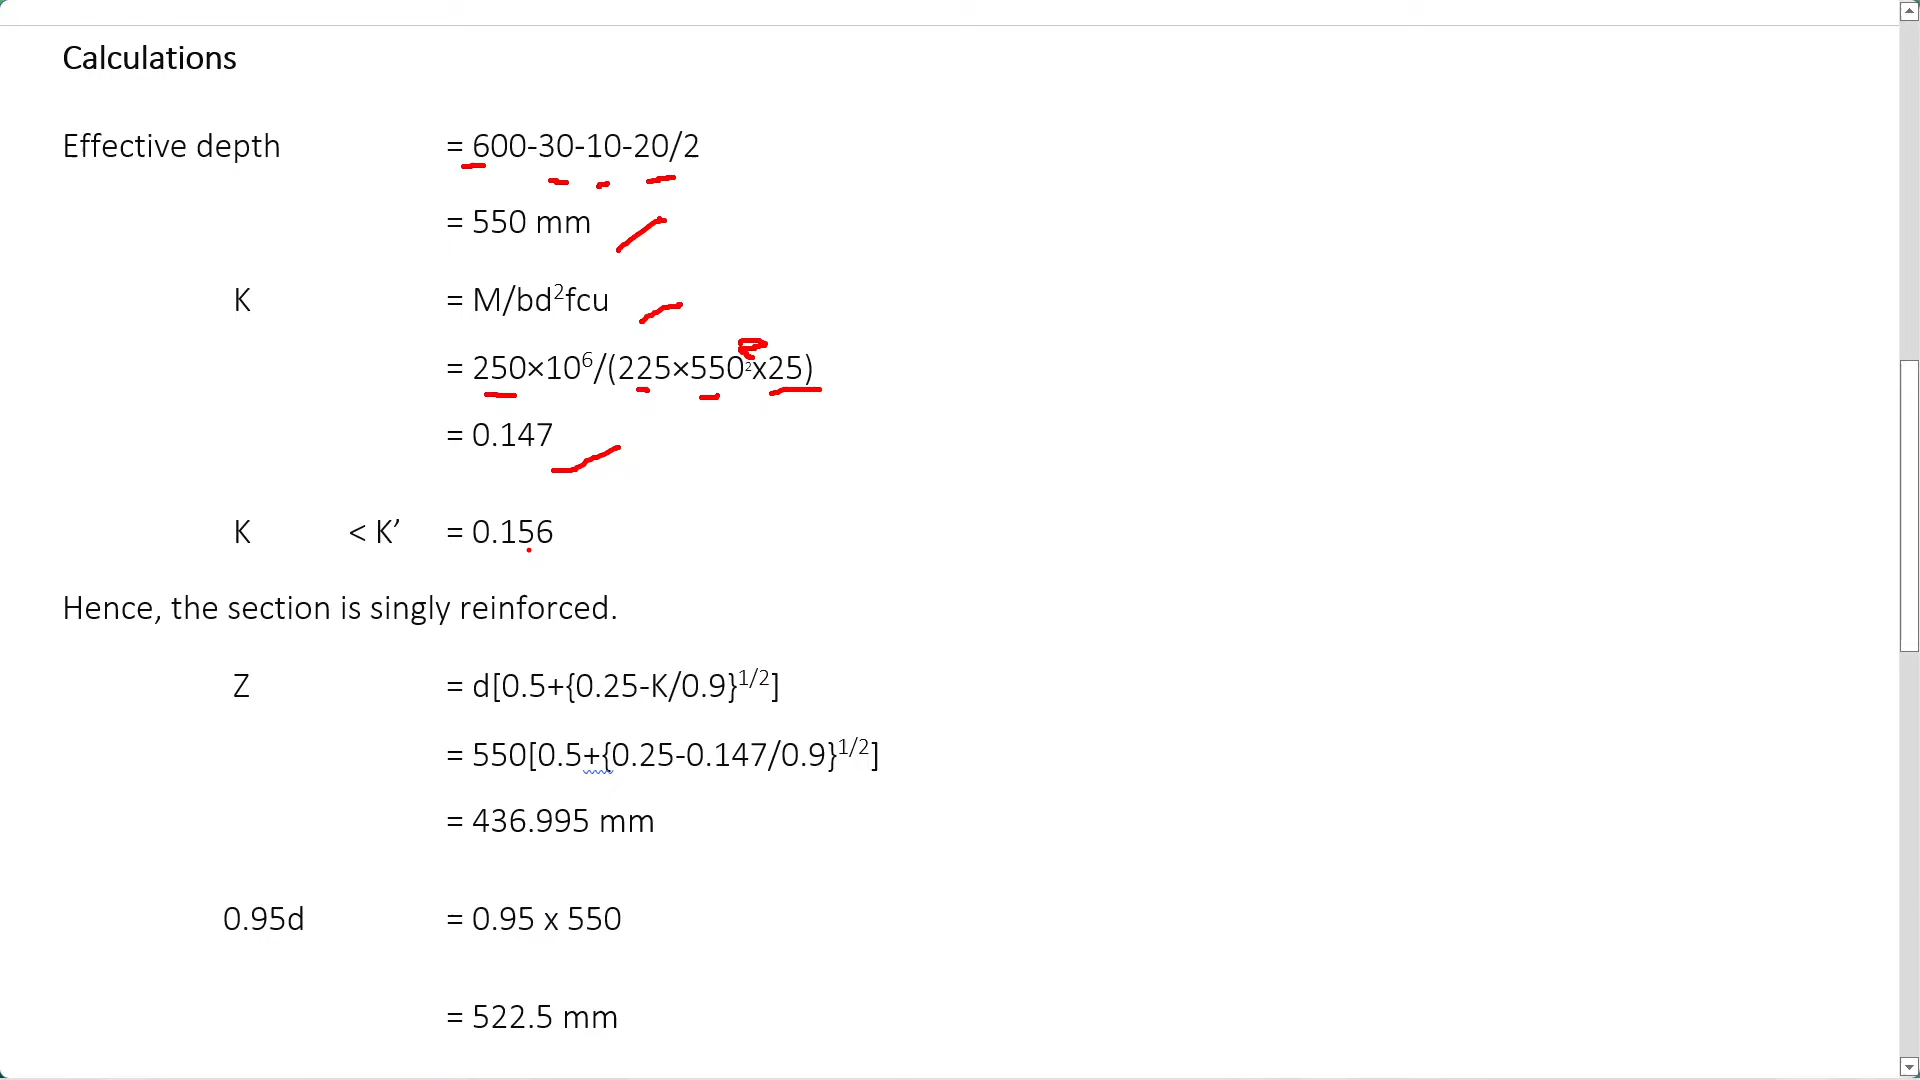 Calculations
Effective depth = 600-30-10-20/2
= 550 mm
K = M/bd²fcu
= 250×10⁶/(225×550²x25)
= 0.147
K < K’ = 0.156
Hence, the section is singly reinforced.
Z = d[0.5+{0.25-K/0.9}¹/²]
= 550[0.5+{0.25-0.147/0.9}¹/²]
= 436.995 mm
0.95d = 0.95 x 550
= 522.5 mm